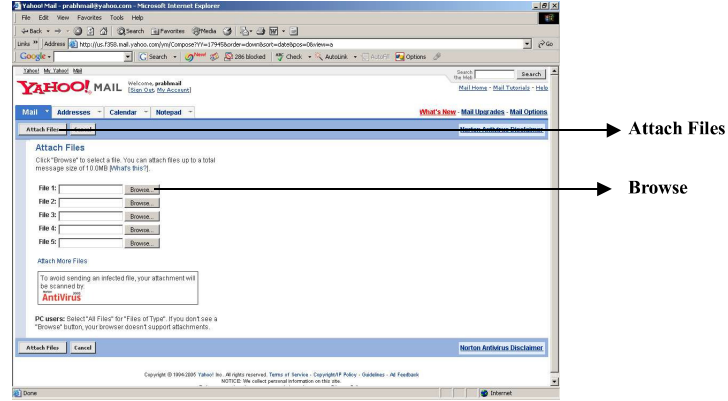 Yahoo! Mail - prabhmail@yahoo.com - Microsoft Internet Explorer
File Edit View Favorites Tools Help
Back Search Favorites Media
Links » Address http://us.f358.mail.yahoo.com/ym/Compose?YY=17945&order=down&sort=date&pos=0&view=a Go
Google Search New! 286 blocked Check AutoLink AutoFill Options
Yahoo! My Yahoo! Mail
Search the Web Search
YAHOO! MAIL Welcome, prabhmail
[Sign Out, My Account]
Mail Home - Mail Tutorials - Help
Mail Addresses Calendar Notepad What's New - Mail Upgrades - Mail Options
Attach Files Cancel Norton Antivirus Disclaimer
Attach Files
Attach Files
Click "Browse" to select a file. You can attach files up to a total
message size of 10.0MB [What's this?].
File 1: Browse...
Browse
File 2: Browse...
File 3: Browse...
File 4: Browse...
File 5: Browse...
Attach More Files
To avoid sending an infected file, your attachment will
be scanned by:
Norton
AntiVirus
PC users: Select "All Files" for "Files of Type". If you don't see a
"Browse" button, your browser doesn't support attachments.
Attach Files Cancel Norton Antivirus Disclaimer
Copyright © 1994-2005 Yahoo! Inc. All rights reserved. Terms of Service - Copyright/IP Policy - Guidelines - Ad Feedback
NOTICE: We collect personal information on this site.
Done Internet